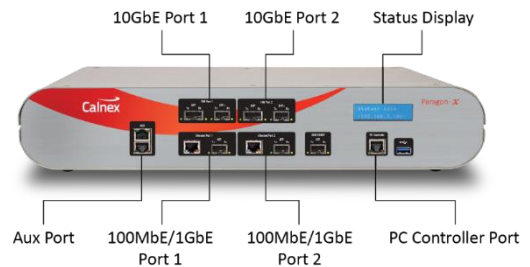 10GbE Port 1
10GbE Port 2
Status Display
Calnex
Paragon-X
Aux Port
100MbE/1GbE
Port 1
100MbE/1GbE
Port 2
PC Controller Port